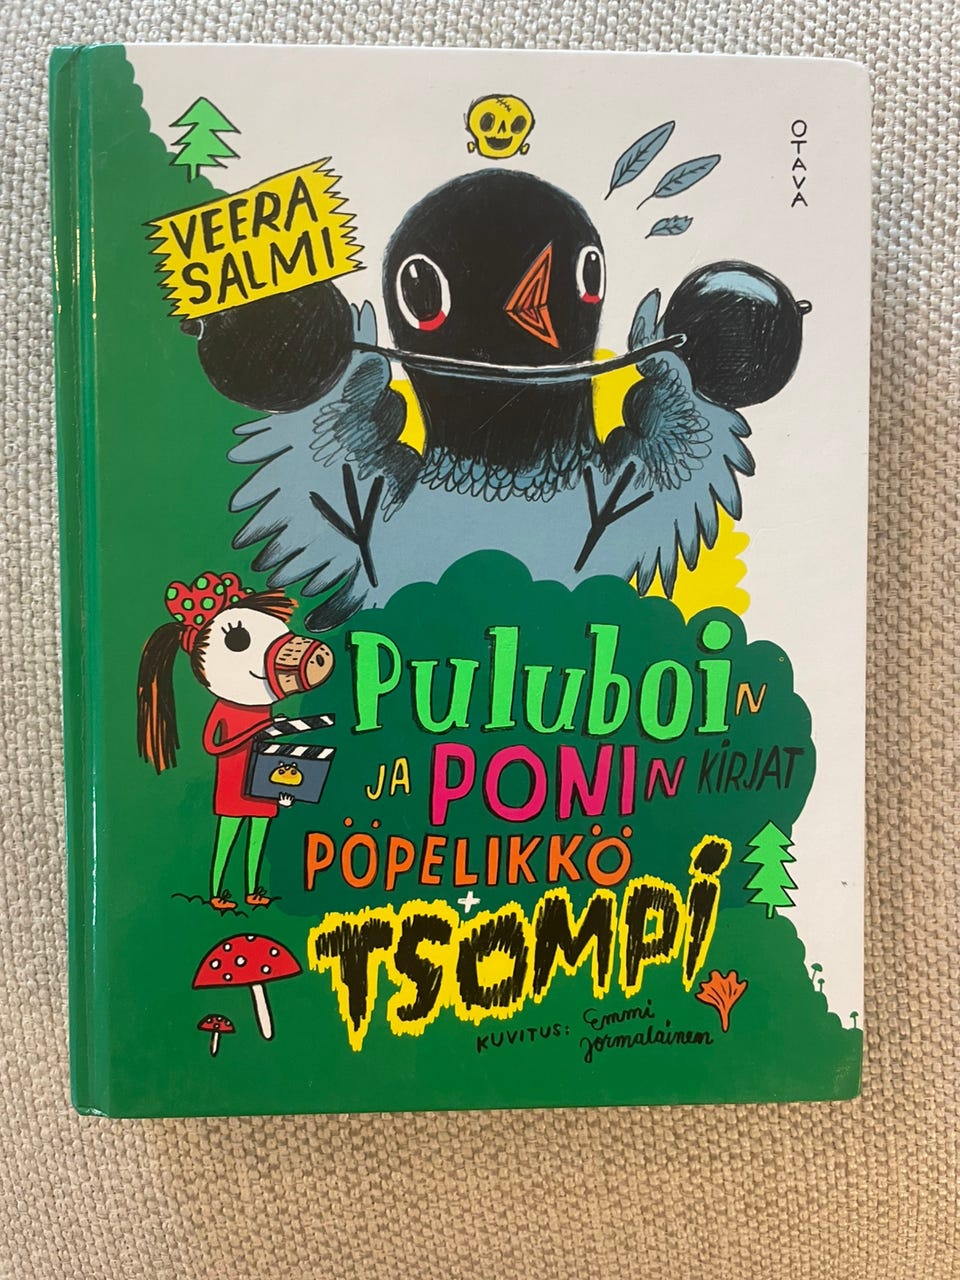 OTAVA
VEERA
SALMI
PuluboiN
JA PONIN KIRJAT
PÖPELIKKÖ
+
TSOMPI
KUVITUS: Emmi
Jormalainen